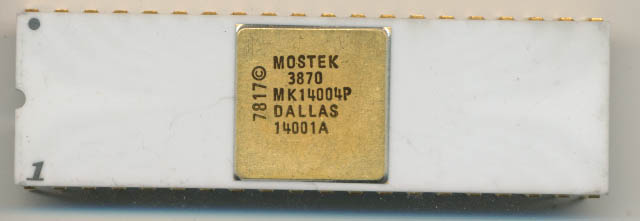 7817©
MOSTEK
3870
MK14004P
DALLAS
14001A
1